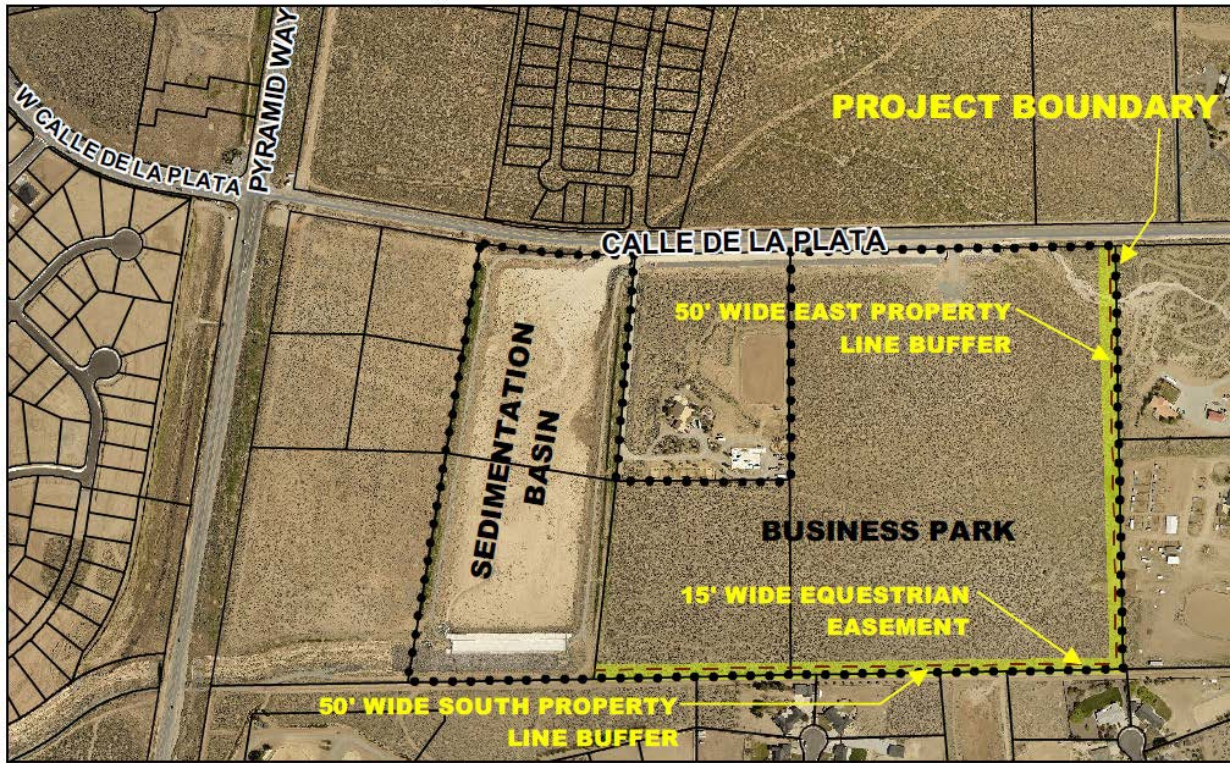 PROJECT BOUNDARY
W CALLE DE LA PLATA
PYRAMID WAY
CALLE DE LA PLATA
50' WIDE EAST PROPERTY
LINE BUFFER
SEDIMENTATION
BASIN
BUSINESS PARK
15' WIDE EQUESTRIAN
EASEMENT
50' WIDE SOUTH PROPERTY
LINE BUFFER